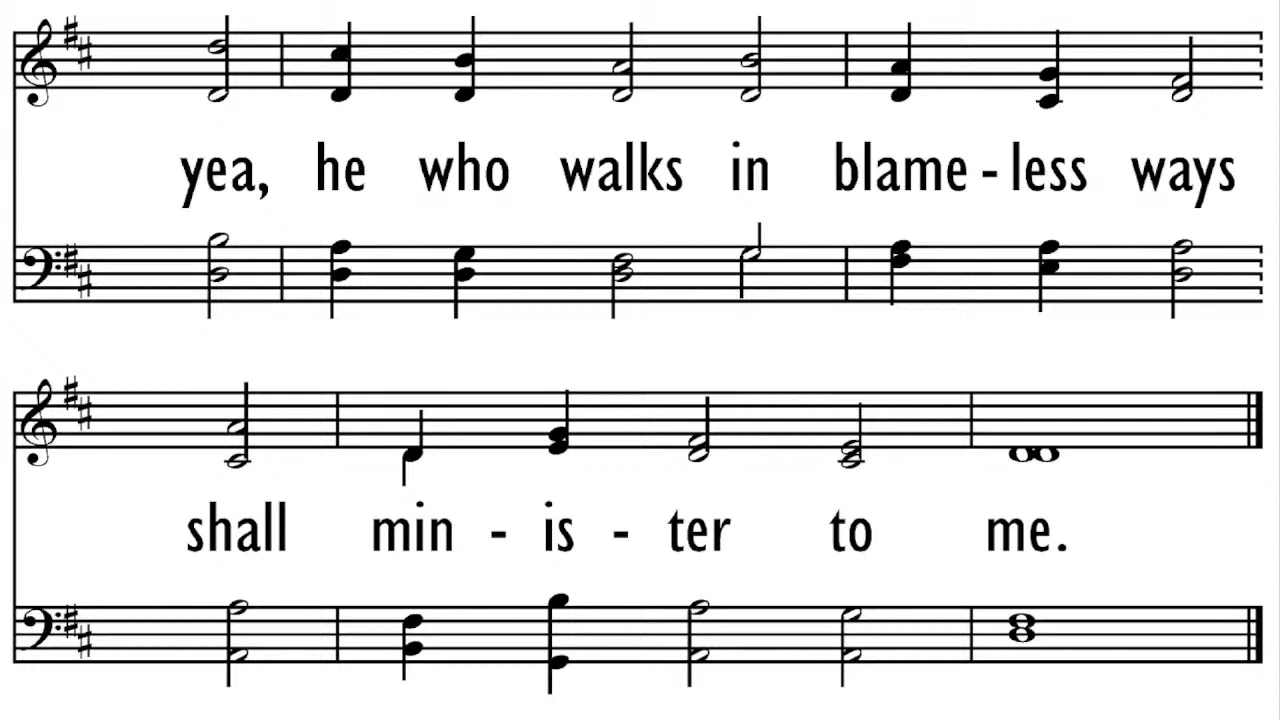 yea, he who walks in blame - less ways
shall min - is - ter to me.